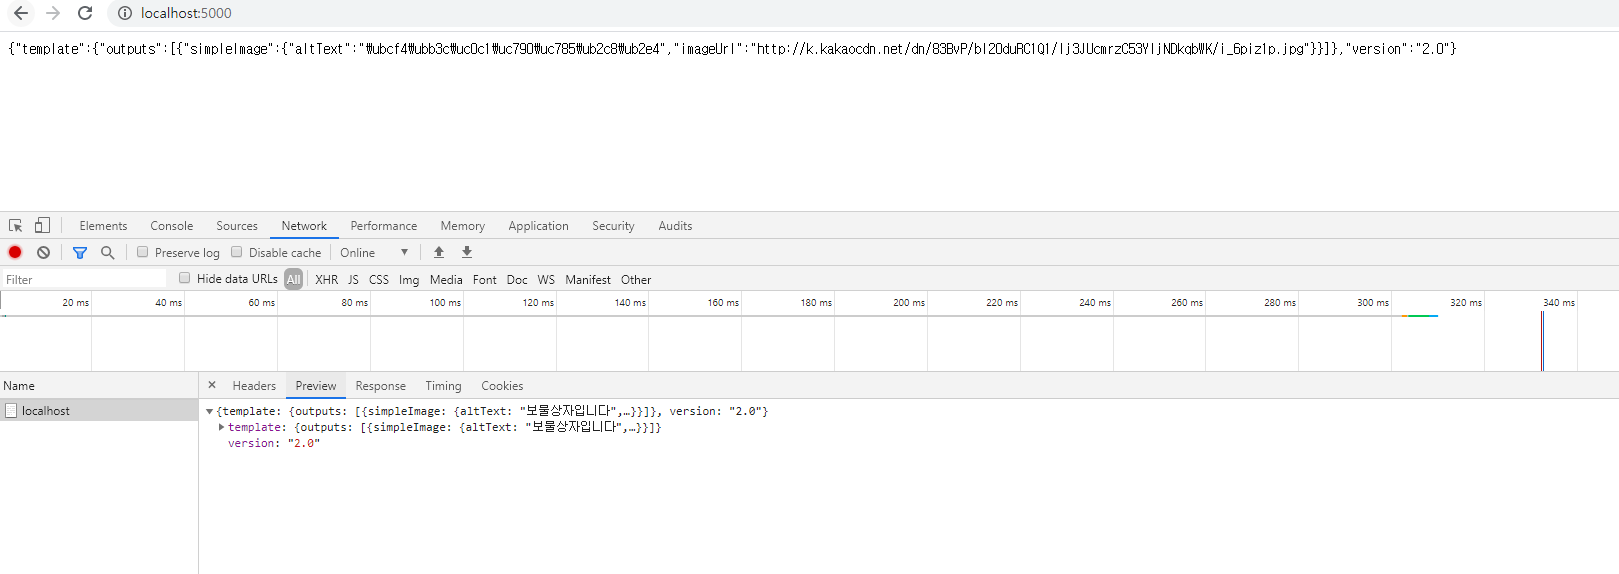 localhost:5000
{"template":{"outputs":[{"simpleImage":{"altText":"₩ubcf4₩ubb3c₩uc0c1₩uc790₩uc785₩ub2c8₩ub2e4","imageUrl":"http://k.kakaocdn.net/dn/83BvP/bl20duRC1Q1/lj3JUcmrzC53YIjNDkqbWK/i_6piz1p.jpg"}}]},"version":"2.0"}
Elements Console Sources Network Performance Memory Application Security Audits
Preserve log Disable cache Online
Filter Hide data URLs All XHR JS CSS Img Media Font Doc WS Manifest Other
20 ms 40 ms 60 ms 80 ms 100 ms 120 ms 140 ms 160 ms 180 ms 200 ms 220 ms 240 ms 260 ms 280 ms 300 ms 320 ms 340 ms
Name × Headers Preview Response Timing Cookies
localhost {template: {outputs: [{simpleImage: {altText: "보물상자입니다",…}}]}, version: "2.0"}
template: {outputs: [{simpleImage: {altText: "보물상자입니다",…}}]}
version: "2.0"